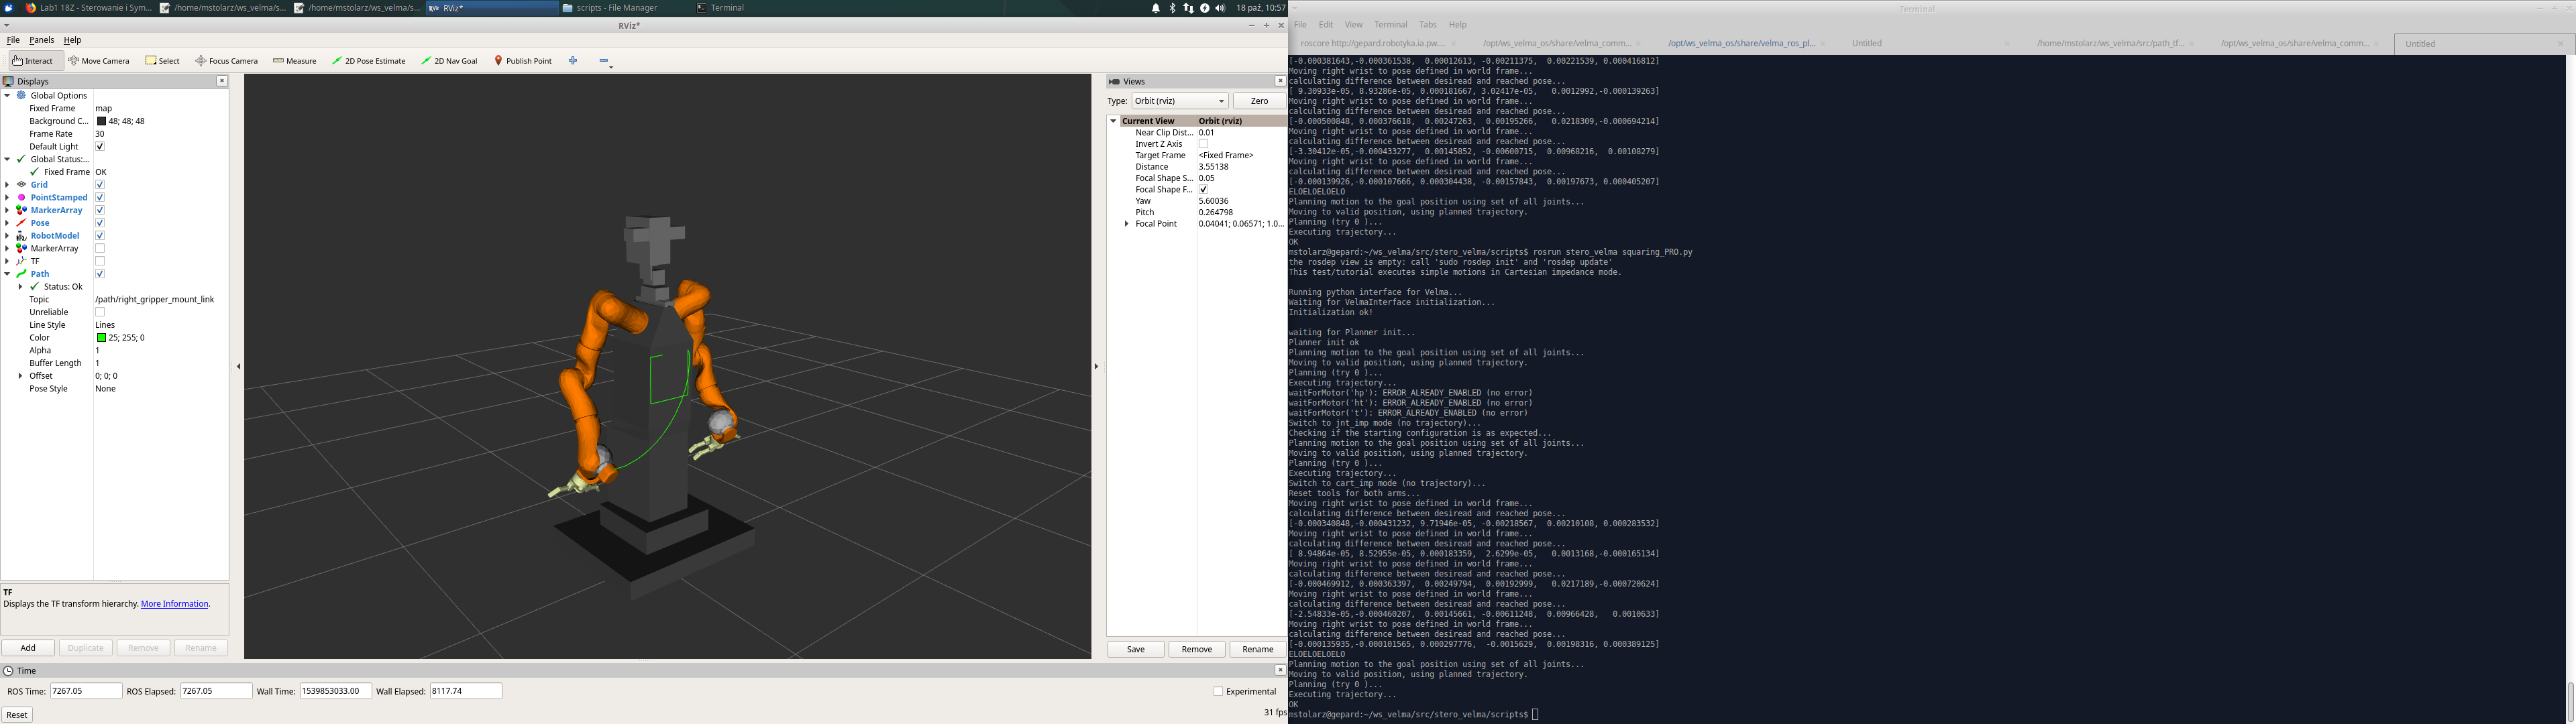 Lab1 18Z - Sterowanie i Sym...
/home/mstolarz/ws_velma/s...
/home/mstolarz/ws_velma/s...
RViz*
scripts - File Manager
Terminal
18 paź, 10:57
RViz*
File Panels Help
Interact Move Camera Select Focus Camera Measure 2D Pose Estimate 2D Nav Goal Publish Point
Displays
Global Options
Fixed Frame map
Background C... 48; 48; 48
Frame Rate 30
Default Light
Global Status:...
Fixed Frame OK
Grid
PointStamped
MarkerArray
Pose
RobotModel
MarkerArray
TF
Path
Status: Ok
Topic /path/right_gripper_mount_link
Unreliable
Line Style Lines
Color 25; 255; 0
Alpha 1
Buffer Length 1
Offset 0; 0; 0
Pose Style None
TF
Displays the TF transform hierarchy. More Information.
Add Duplicate Remove Rename
Views
Type: Orbit (rviz) Zero
Current View Orbit (rviz)
Near Clip Dist... 0.01
Invert Z Axis
Target Frame <Fixed Frame>
Distance 3.55138
Focal Shape S... 0.05
Focal Shape F...
Yaw 5.60036
Pitch 0.264798
Focal Point 0.04041; 0.06571; 1.0...
Save Remove Rename
Time
ROS Time: 7267.05 ROS Elapsed: 7267.05 Wall Time: 1539853033.00 Wall Elapsed: 8117.74 Experimental
Reset 31 fps
Terminal
File Edit View Terminal Tabs Help
roscore http://gepard.robotyka.ia.pw.... /opt/ws_velma_os/share/velma_comm... /opt/ws_velma_os/share/velma_ros_pl... Untitled /home/mstolarz/ws_velma/src/path_tf... /opt/ws_velma_os/share/velma_comm... Untitled
[-0.000381643,-0.000361538, 0.00012613, -0.00211375, 0.00221539, 0.000416812]
Moving right wrist to pose defined in world frame...
calculating difference between desiread and reached pose...
[ 9.30933e-05, 8.93286e-05, 0.000181667, 3.02417e-05, 0.0012992,-0.000139263]
Moving right wrist to pose defined in world frame...
calculating difference between desiread and reached pose...
[-0.000500848, 0.000376618, 0.00247263, 0.00195266, 0.0218309,-0.000694214]
Moving right wrist to pose defined in world frame...
calculating difference between desiread and reached pose...
[-3.30412e-05,-0.000433277, 0.00145852, -0.00600715, 0.00968216, 0.00108279]
Moving right wrist to pose defined in world frame...
calculating difference between desiread and reached pose...
[-0.000139926,-0.000107666, 0.000304438, -0.00157843, 0.00197673, 0.000405207]
ELOELOELOELO
Planning motion to the goal position using set of all joints...
Moving to valid position, using planned trajectory.
Planning (try 0 )...
Executing trajectory...
OK
mstolarz@gepard:~/ws_velma/src/stero_velma/scripts$ rosrun stero_velma squaring_PRO.py
the rosdep view is empty: call 'sudo rosdep init' and 'rosdep update'
This test/tutorial executes simple motions in Cartesian impedance mode.
Running python interface for Velma...
Waiting for VelmaInterface initialization...
Initialization ok!
waiting for Planner init...
Planner init ok
Planning motion to the goal position using set of all joints...
Moving to valid position, using planned trajectory.
Planning (try 0 )...
Executing trajectory...
waitForMotor('hp'): ERROR_ALREADY_ENABLED (no error)
waitForMotor('ht'): ERROR_ALREADY_ENABLED (no error)
waitForMotor('t'): ERROR_ALREADY_ENABLED (no error)
Switch to jnt_imp mode (no trajectory)...
Checking if the starting configuration is as expected...
Planning motion to the goal position using set of all joints...
Moving to valid position, using planned trajectory.
Planning (try 0 )...
Executing trajectory...
Switch to cart_imp mode (no trajectory)...
Reset tools for both arms...
Moving right wrist to pose defined in world frame...
calculating difference between desiread and reached pose...
[-0.000340848,-0.000431232, 9.71946e-05, -0.00218567, 0.00210108, 0.000283532]
Moving right wrist to pose defined in world frame...
calculating difference between desiread and reached pose...
[ 8.94864e-05, 8.52955e-05, 0.000183359, 2.6299e-05, 0.0013168,-0.000165134]
Moving right wrist to pose defined in world frame...
calculating difference between desiread and reached pose...
[-0.000469912, 0.000363397, 0.00249794, 0.00192999, 0.0217189,-0.000720624]
Moving right wrist to pose defined in world frame...
calculating difference between desiread and reached pose...
[-2.54833e-05,-0.000460207, 0.00145661, -0.00611248, 0.00966428, 0.0010633]
Moving right wrist to pose defined in world frame...
calculating difference between desiread and reached pose...
[-0.000135935,-0.000101565, 0.000297776, -0.0015629, 0.00198316, 0.000389125]
ELOELOELOELO
Planning motion to the goal position using set of all joints...
Moving to valid position, using planned trajectory.
Planning (try 0 )...
Executing trajectory...
OK
mstolarz@gepard:~/ws_velma/src/stero_velma/scripts$